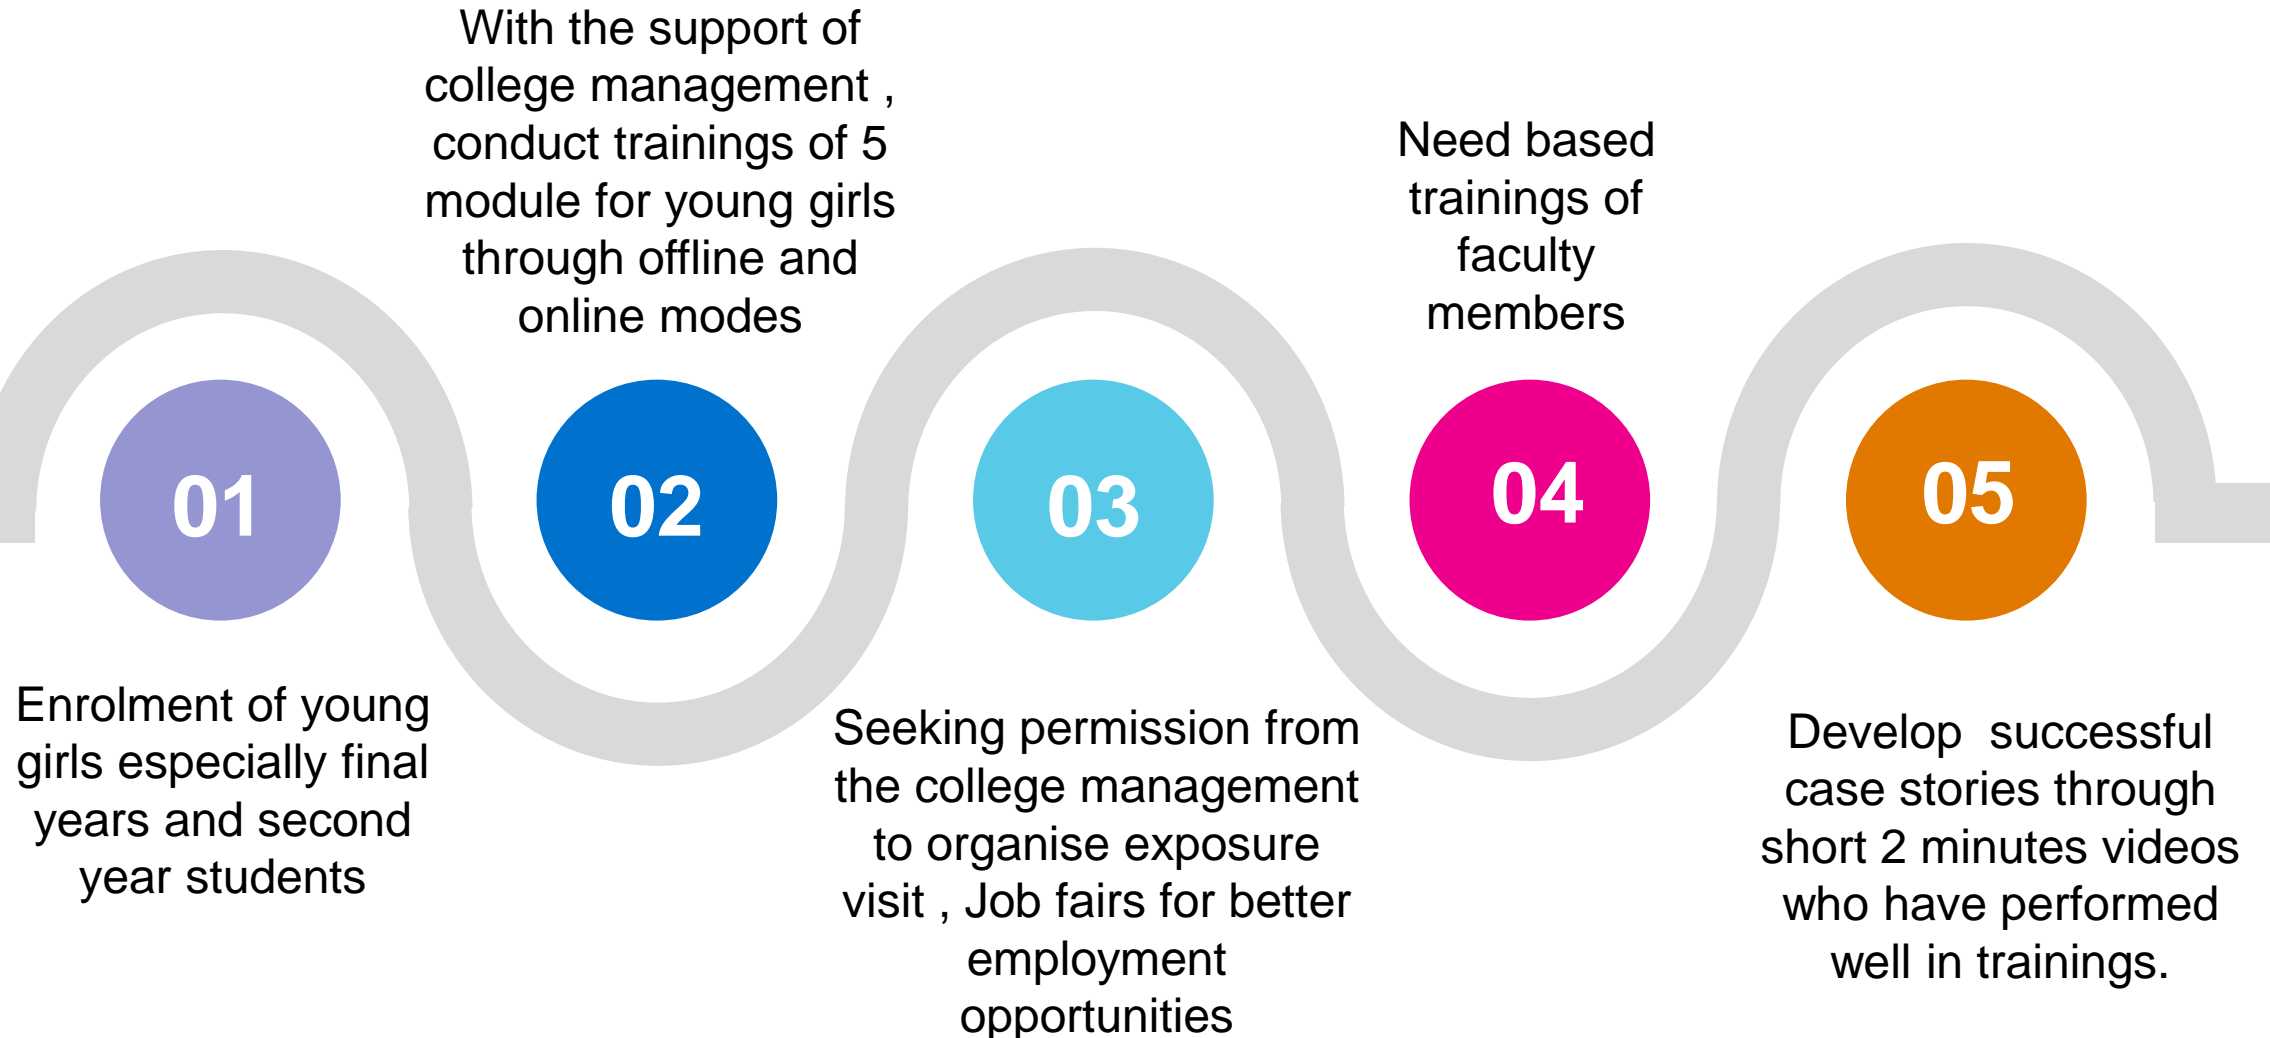 01
Enrolment of young
girls especially final
years and second
year students
With the support of
college management ,
conduct trainings of 5
module for young girls
through offline and
online modes
02
03
Seeking permission from
the college management
to organise exposure
visit , Job fairs for better
employment
opportunities
Need based
trainings of
faculty
members
04
05
Develop  successful
case stories through
short 2 minutes videos
who have performed
well in trainings.